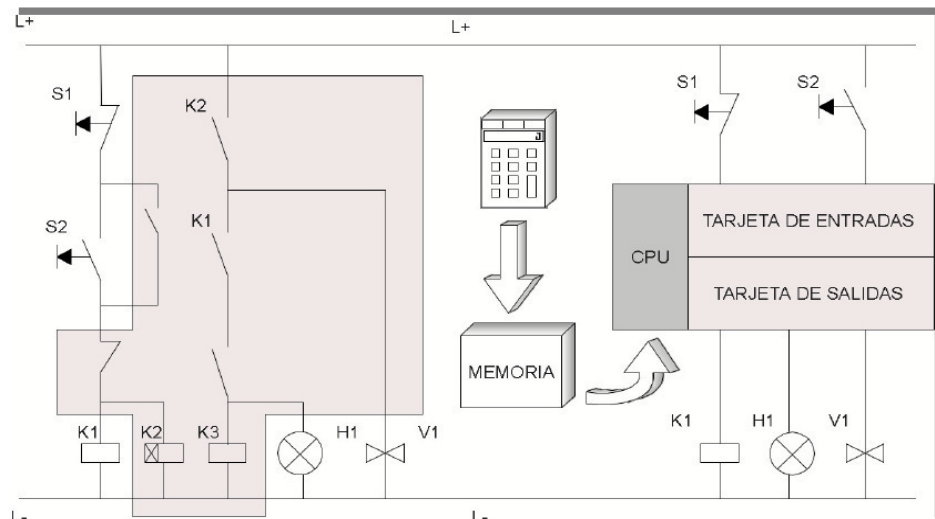 L+
L+
S1
K2
S2
K1
K1
K2
K3
H1
V1
L-
MEMORIA
S1
S2
CPU
TARJETA DE ENTRADAS
TARJETA DE SALIDAS
K1
H1
V1
L-